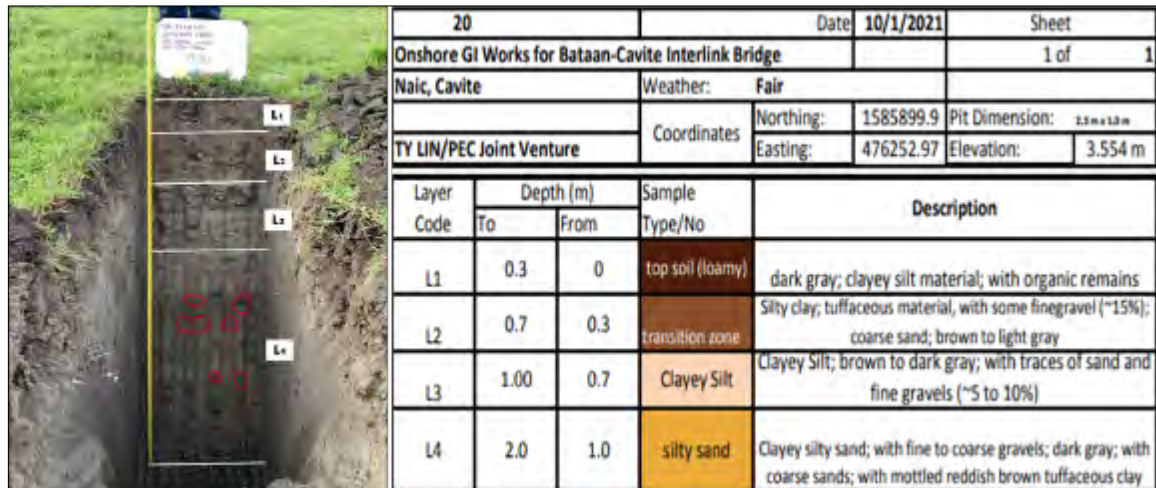 L1
L2
L3
L4
20 Date 10/1/2021 Sheet
Onshore GI Works for Bataan-Cavite Interlink Bridge 1 of 1
Naic, Cavite Weather: Fair
Coordinates Northing: 1585899.9 Pit Dimension:
TY LIN/PEC Joint Venture Easting: 476252.97 Elevation: 3.554 m
Layer Code Depth (m) Sample Type/No Description
To From
L1 0.3 0 top soil (loamy) dark gray; clayey silt material; with organic remains
L2 0.7 0.3 transition zone Silty clay; tuffaceous material, with some finegravel (~15%);
coarse sand; brown to light gray
L3 1.00 0.7 Clayey Silt Clayey Silt; brown to dark gray; with traces of sand and
fine gravels (~5 to 10%)
L4 2.0 1.0 silty sand Clayey silty sand; with fine to coarse gravels; dark gray; with
coarse sands; with mottled reddish brown tuffaceous clay